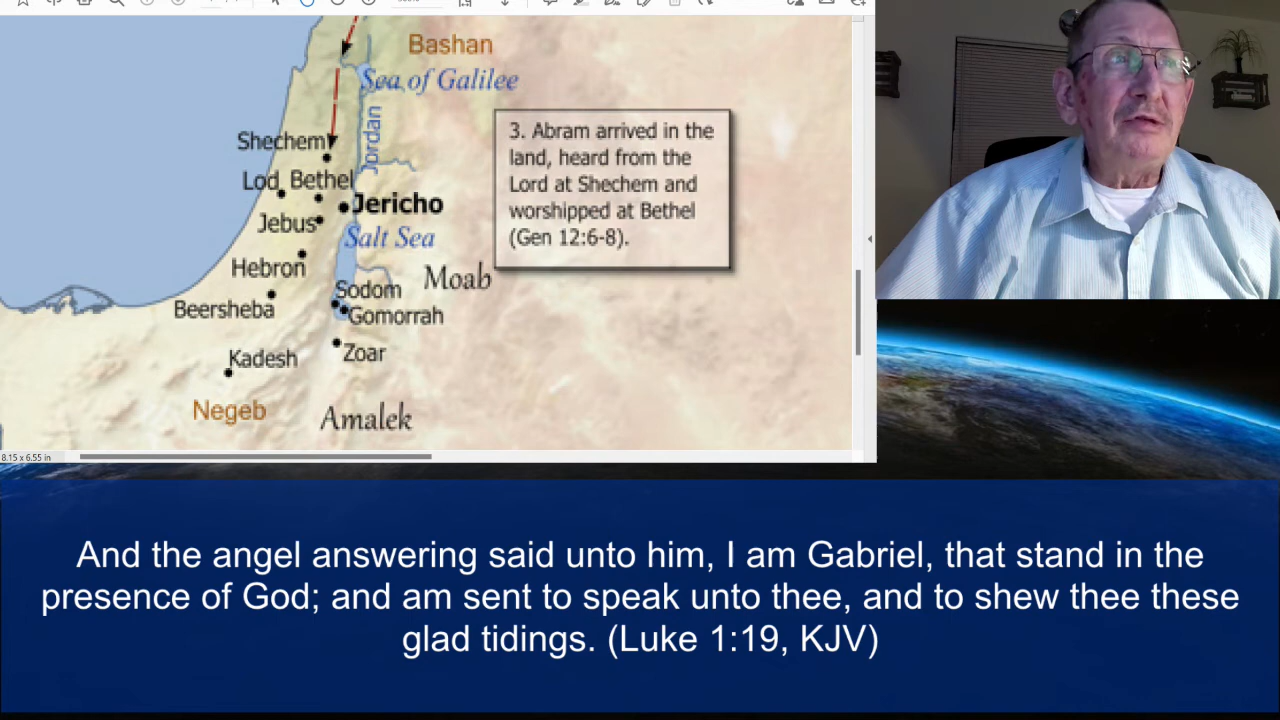 Bashan
Sea of Galilee
Jordan
Shechem
Lod Bethel
Jericho
Jebus
Salt Sea
Hebron
Moab
Sodom
Beersheba
Gomorrah
Zoar
Kadesh
Negeb
Amalek
3. Abram arrived in the
land, heard from the
Lord at Shechem and
worshipped at Bethel
(Gen 12:6-8).
8.15 x 6.55 in
And the angel answering said unto him, I am Gabriel, that stand in the
presence of God; and am sent to speak unto thee, and to shew thee these
glad tidings. (Luke 1:19, KJV)